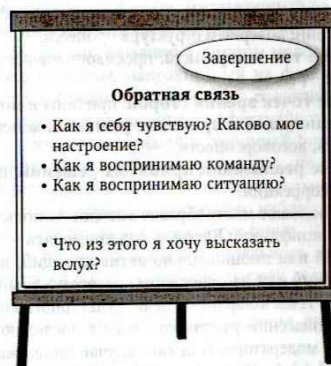 Завершение
Обратная связь
• Как я себя чувствую? Каково мое
настроение?
• Как я воспринимаю команду?
• Как я воспринимаю ситуацию?
• Что из этого я хочу высказать
вслух?